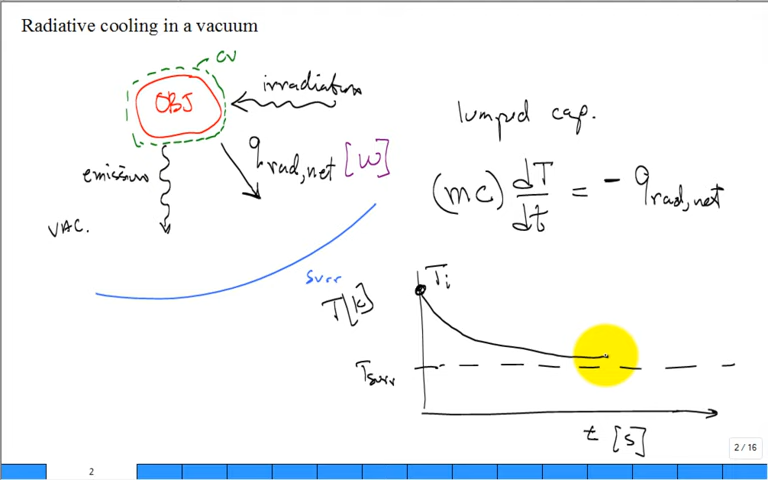 Radiative cooling in a vacuum
CV
OBJ
irradiation
lumped cap.
emission
q rad,net [W]
(mc) dT/dt = - q rad,net
VAC.
surr
T[K]
Ti
Tsurr
t [s]
2 / 16
2